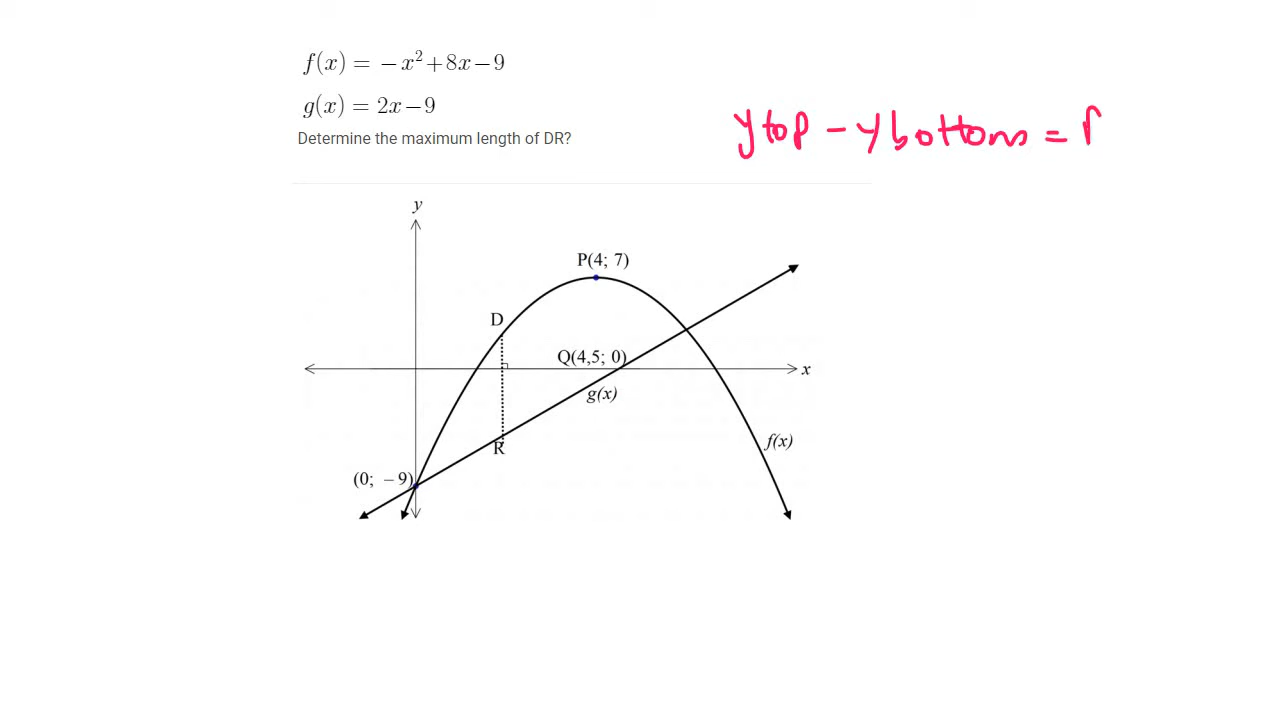 f(x) = −x²+8x−9
g(x) = 2x−9
Determine the maximum length of DR?
ytop − ybottom =
y
P(4; 7)
D
Q(4,5; 0)
x
g(x)
R
f(x)
(0; −9)